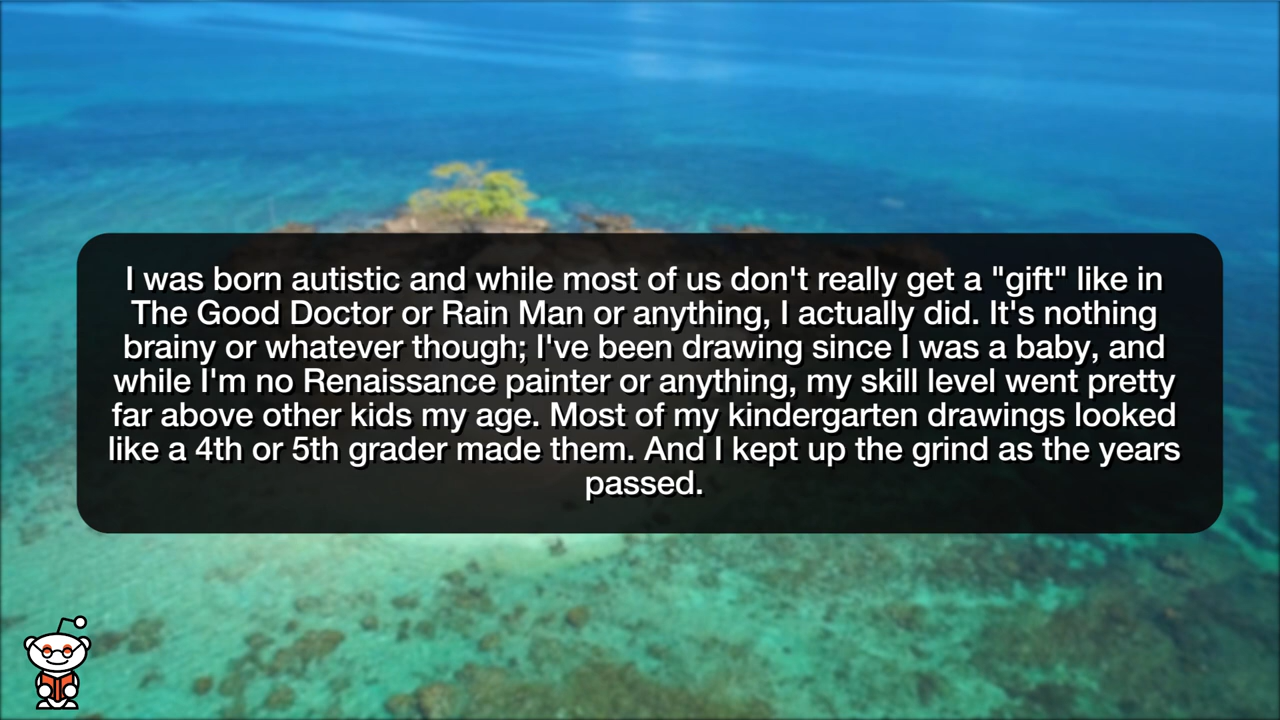 I was born autistic and while most of us don't really get a "gift" like in
The Good Doctor or Rain Man or anything, I actually did. It's nothing
brainy or whatever though; I've been drawing since I was a baby, and
while I'm no Renaissance painter or anything, my skill level went pretty
far above other kids my age. Most of my kindergarten drawings looked
like a 4th or 5th grader made them. And I kept up the grind as the years
passed.